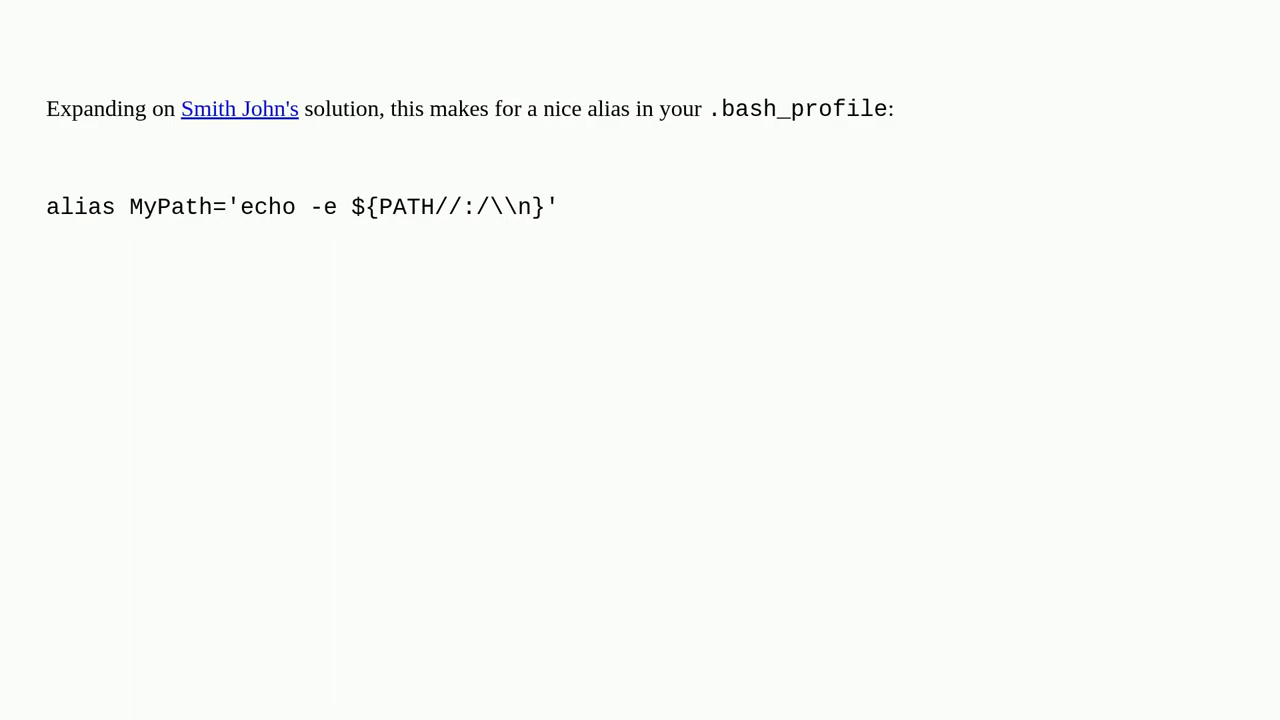 Expanding on Smith John's solution, this makes for a nice alias in your .bash_profile:
alias MyPath='echo -e ${PATH//:/\\n}'